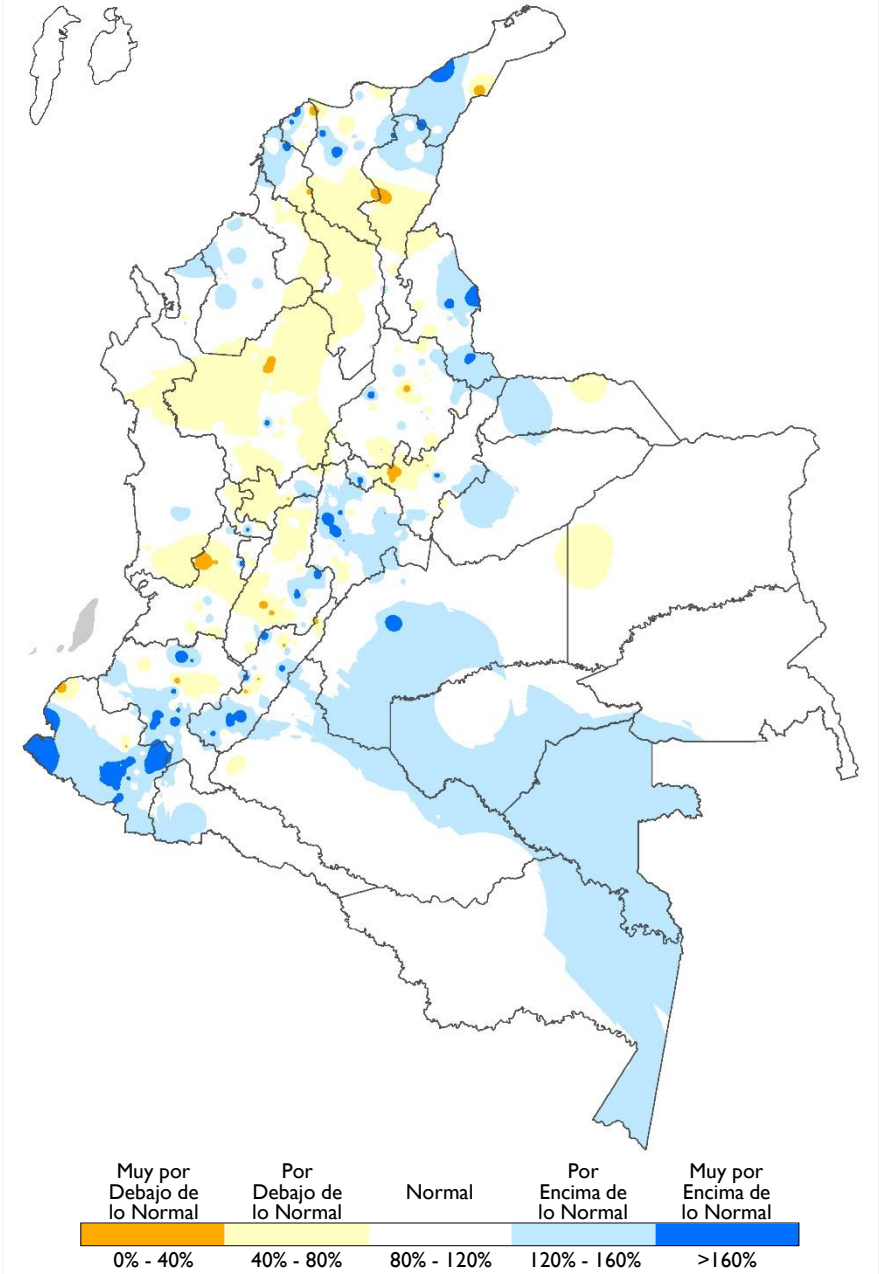 Muy por
Debajo de
lo Normal
Por
Debajo de
lo Normal
Normal
Por
Encima de
lo Normal
Muy por
Encima de
lo Normal
0% - 40%
40% - 80%
80% - 120%
120% - 160%
>160%